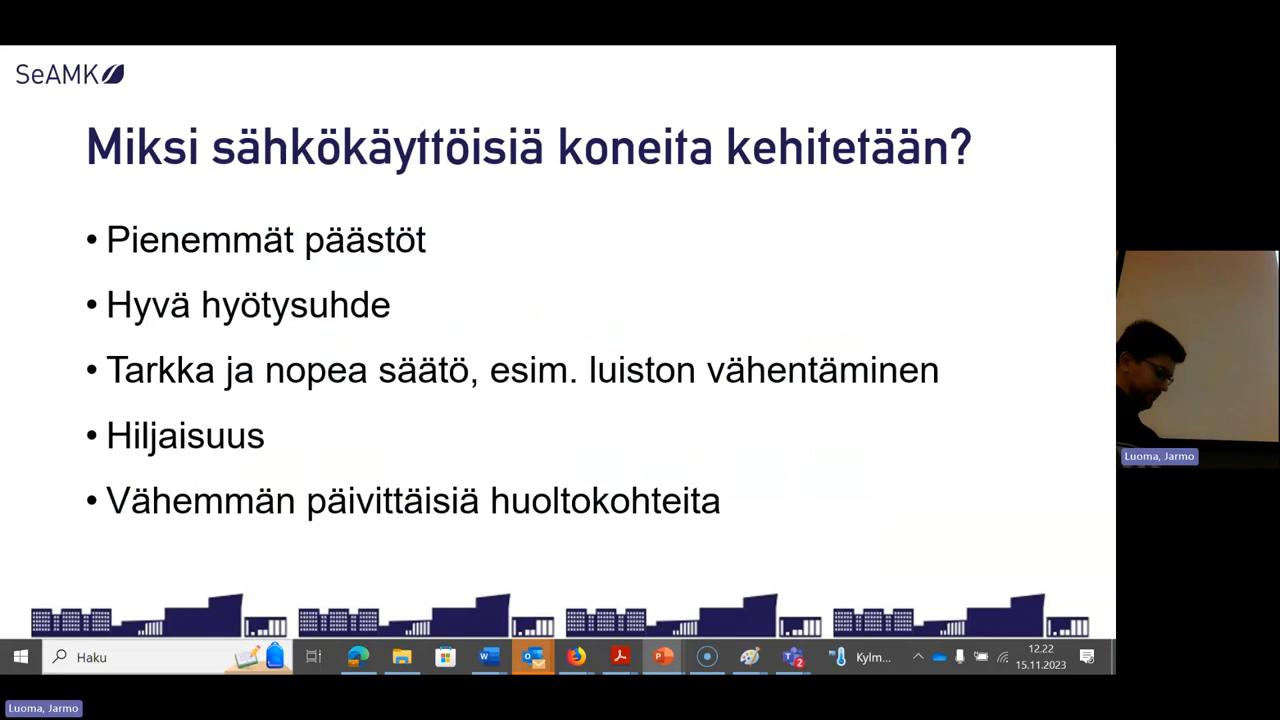 SeAMK
Miksi sähkökäyttöisiä koneita kehitetään?
• Pienemmät päästöt
• Hyvä hyötysuhde
• Tarkka ja nopea säätö, esim. luiston vähentäminen
• Hiljaisuus
• Vähemmän päivittäisiä huoltokohteita
Luoma, Jarmo
Haku
Kylm...
12.22
15.11.2023
Luoma, Jarmo